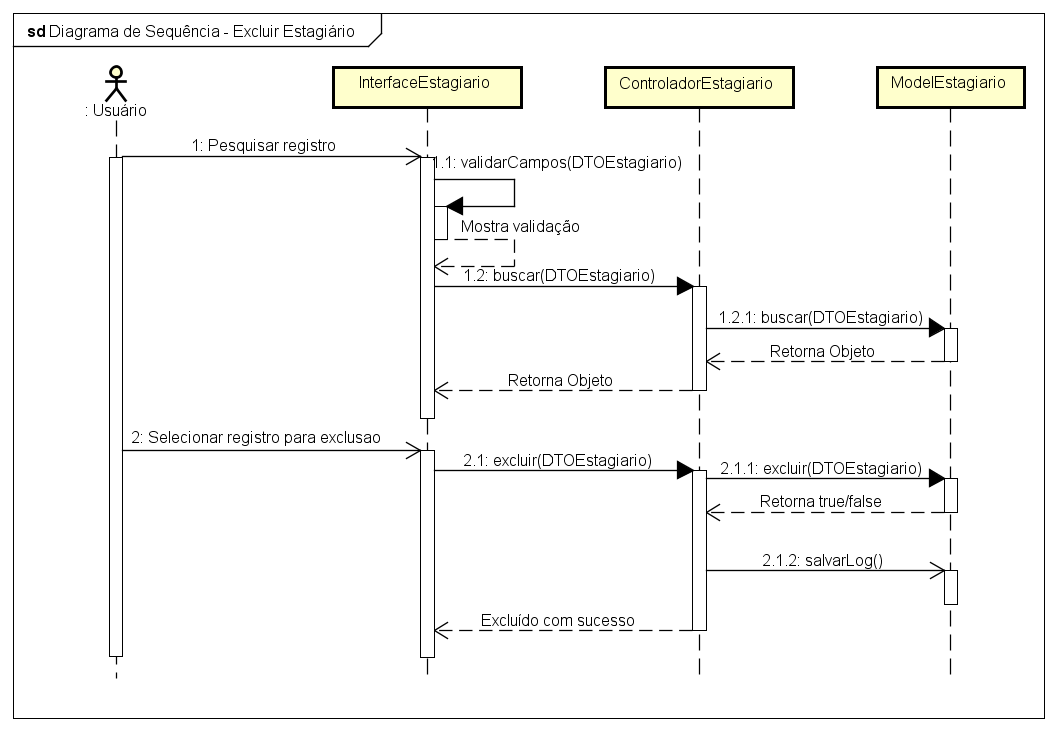 sd Diagrama de Sequência - Excluir Estagiário
: Usuário
InterfaceEstagiario
ControladorEstagiario
ModelEstagiario
1: Pesquisar registro
1.1: validarCampos(DTOEstagiario)
Mostra validação
1.2: buscar(DTOEstagiario)
1.2.1: buscar(DTOEstagiario)
Retorna Objeto
Retorna Objeto
2: Selecionar registro para exclusao
2.1: excluir(DTOEstagiario)
2.1.1: excluir(DTOEstagiario)
Retorna true/false
2.1.2: salvarLog()
Excluído com sucesso